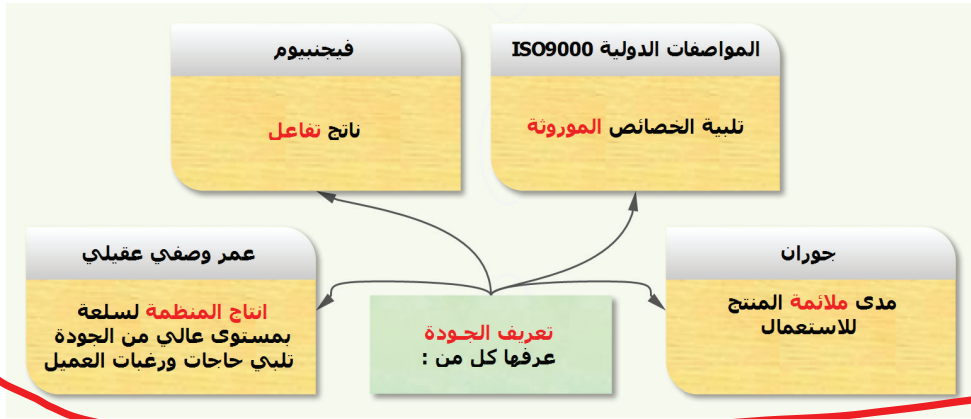 المواصفات الدولية ISO9000
تلبية الخصائص الموروثة
فيجنبيوم
ناتج تفاعل
جوران
مدى ملائمة المنتج
للاستعمال
تعريف الجودة
عرفها كل من :
عمر وصفي عقيلي
انتاج المنظمة لسلعة
بمستوى عالي من الجودة
تلبي حاجات ورغبات العميل